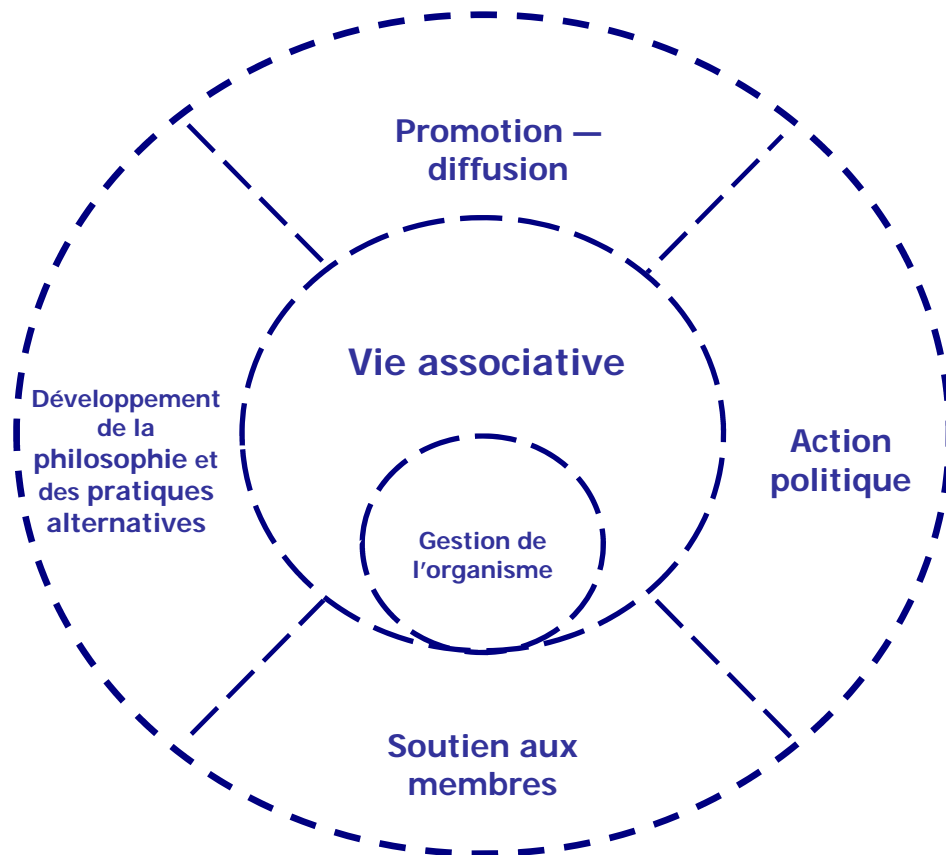 Promotion —
diffusion
Vie associative
Développement
de la
philosophie et
des pratiques
alternatives
Action
politique
Gestion de
l'organisme
Soutien aux
membres